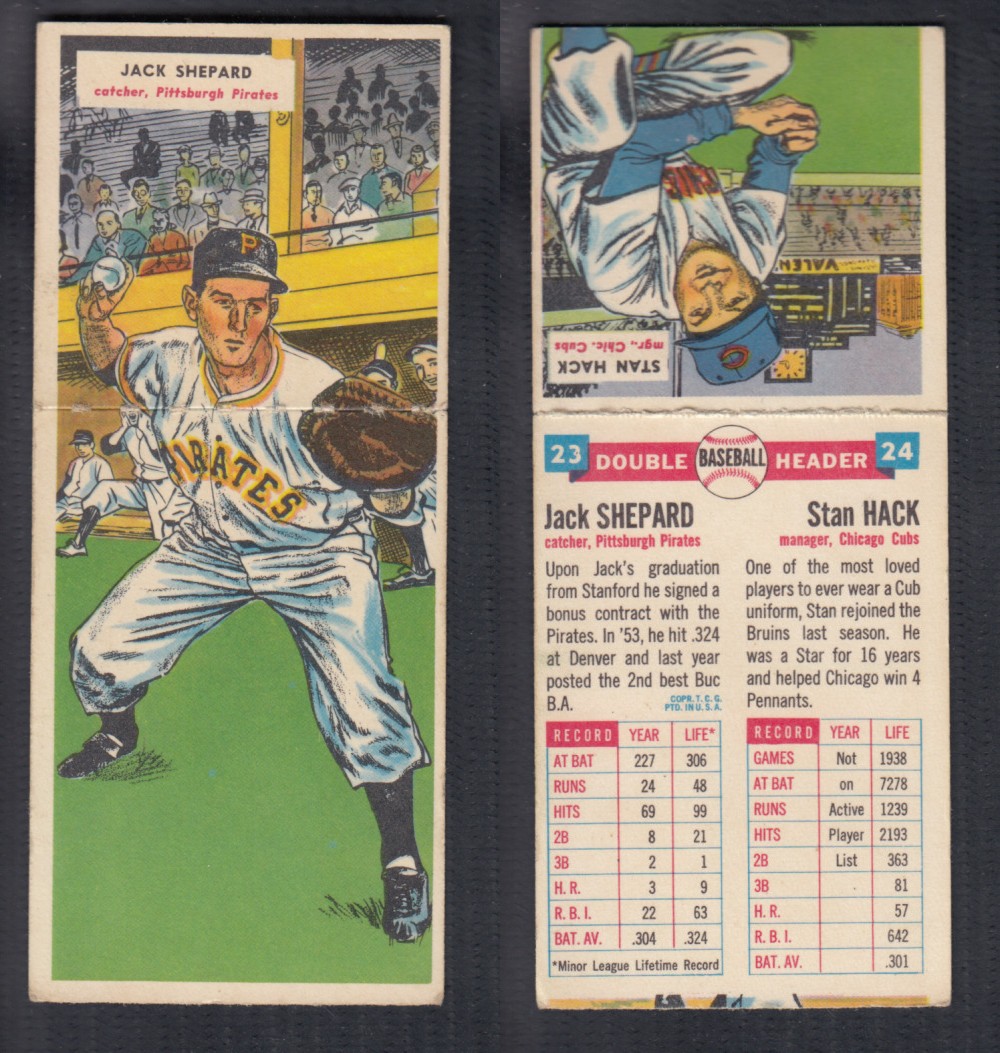 JACK SHEPARD
catcher, Pittsburgh Pirates
P
PIRATES
STAN HACK
mgr., Chic. Cubs
VALEN
CUBS
C
23 DOUBLE BASEBALL HEADER 24
Jack SHEPARD
catcher, Pittsburgh Pirates
Upon Jack's graduation
from Stanford he signed a
bonus contract with the
Pirates. In '53, he hit .324
at Denver and last year
posted the 2nd best Buc
B.A.
COPR. T. C. G.
PTD. IN U. S. A.
RECORD YEAR LIFE*
AT BAT 227 306
RUNS 24 48
HITS 69 99
2B 8 21
3B 2 1
H. R. 3 9
R. B. I. 22 63
BAT. AV. .304 .324
*Minor League Lifetime Record
Stan HACK
manager, Chicago Cubs
One of the most loved
players to ever wear a Cub
uniform, Stan rejoined the
Bruins last season. He
was a Star for 16 years
and helped Chicago win 4
Pennants.
RECORD YEAR LIFE
GAMES Not 1938
AT BAT on 7278
RUNS Active 1239
HITS Player 2193
2B List 363
3B 81
H. R. 57
R. B. I. 642
BAT. AV. .301